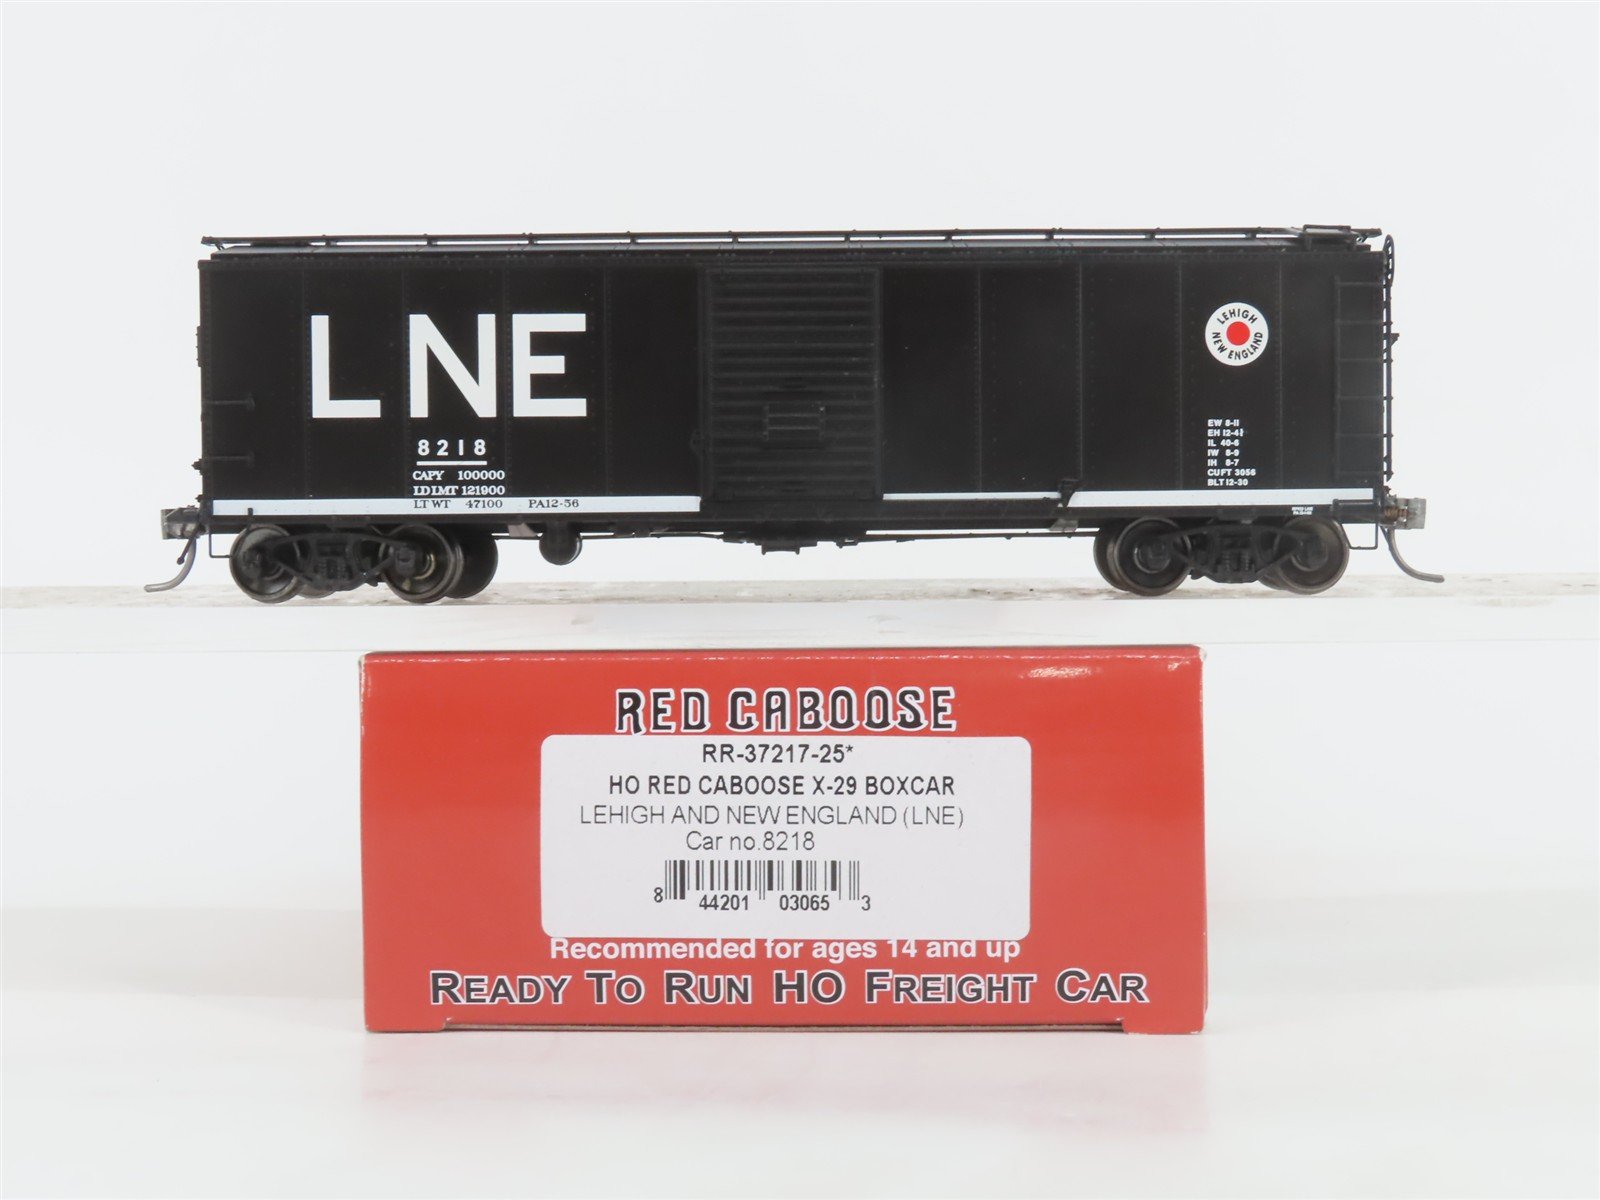 LNE
8218
CAPY 100000
LD LMT 121900
LT WT 47100 PA12-56
LEHIGH
NEW ENGLAND
EW 8-11
EH 12-4¾
IL 40-6
IW 8-9
IH 8-7
CUFT 3056
BLT 12-30
RED CABOOSE
RR-37217-25*
HO RED CABOOSE X-29 BOXCAR
LEHIGH AND NEW ENGLAND (LNE)
Car no.8218
8 44201 03065 3
Recommended for ages 14 and up
READY TO RUN HO FREIGHT CAR